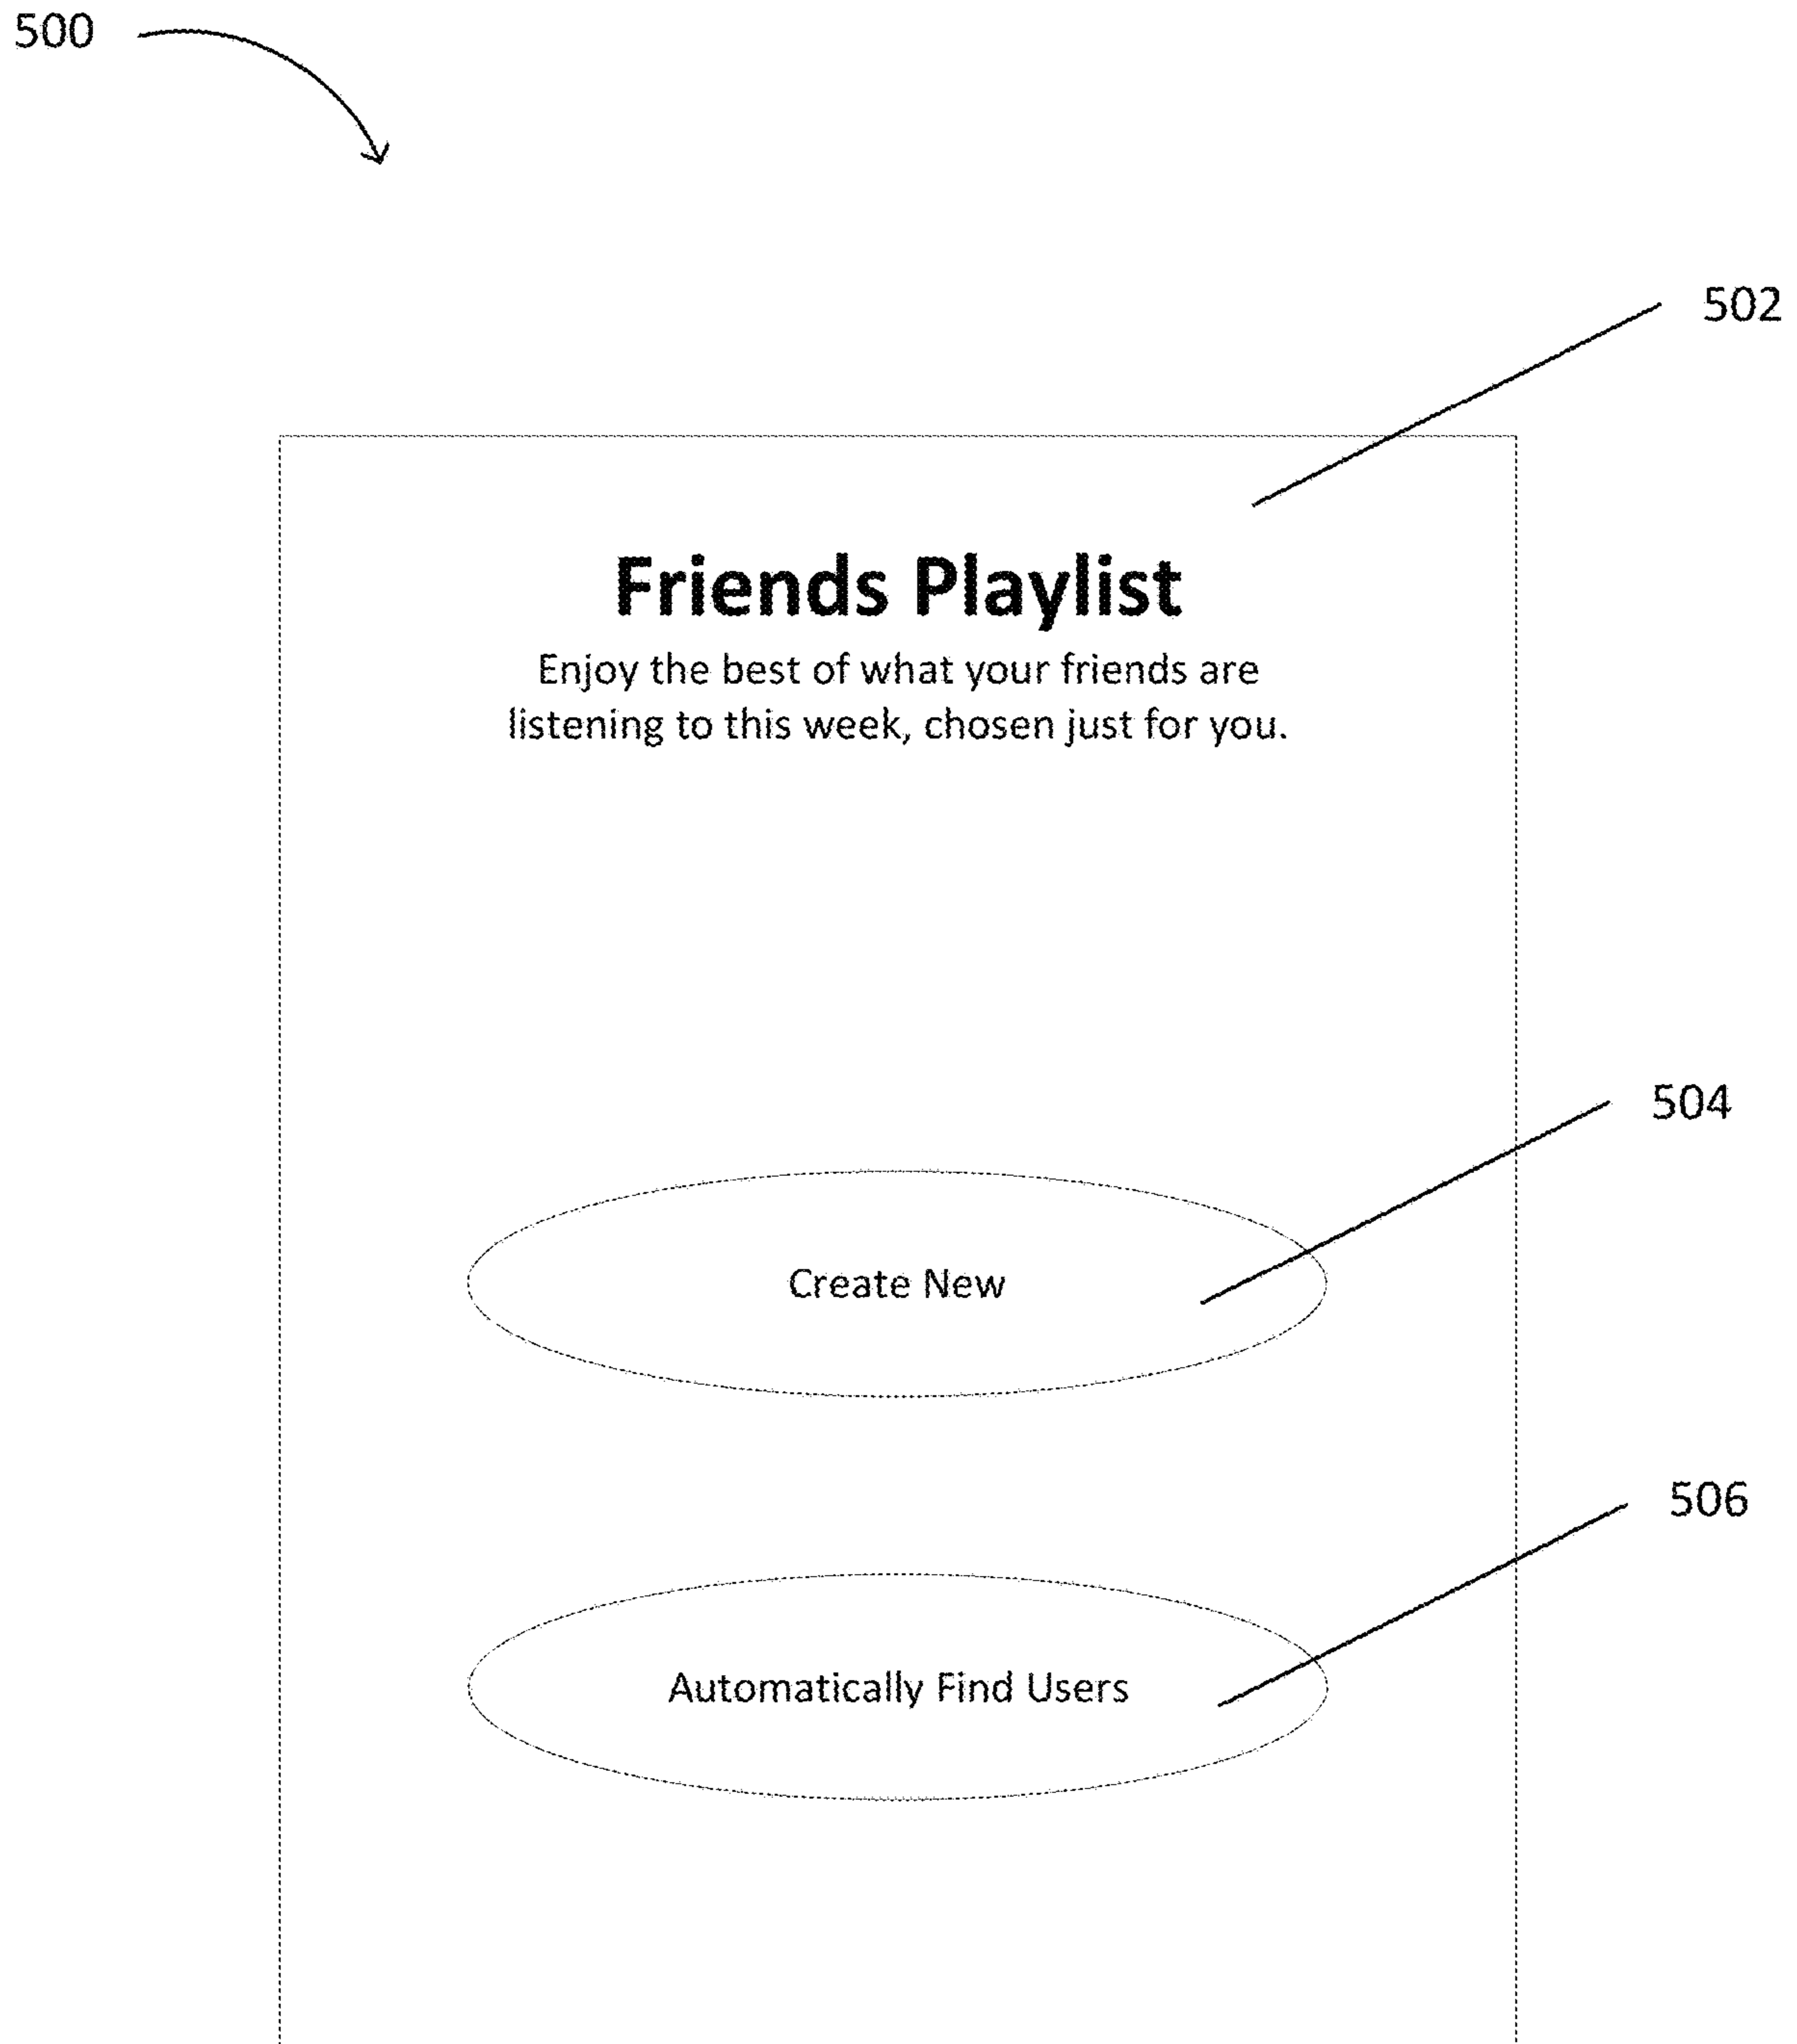 500
502
Friends Playlist
Enjoy the best of what your friends are
listening to this week, chosen just for you.
504
Create New
506
Automatically Find Users